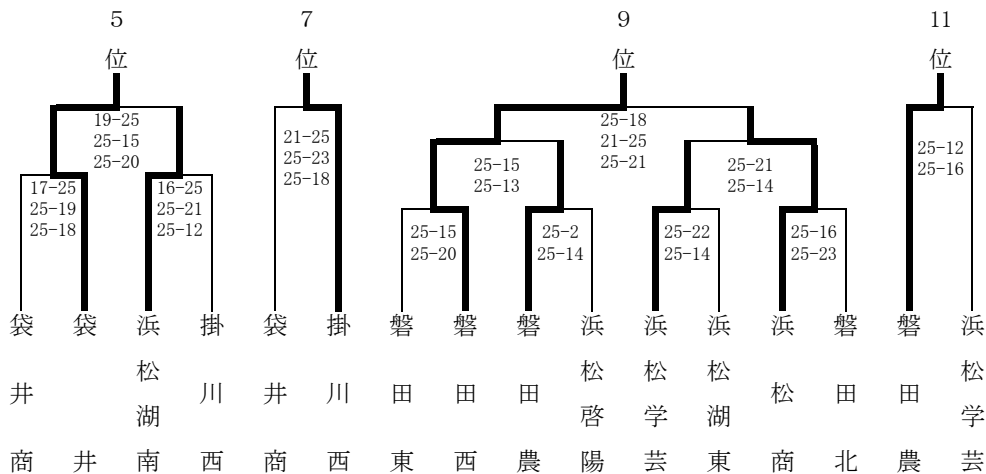 5 7 9 11
位 位 位 位
19-25
25-15
25-20
21-25
25-23
25-18
25-18
21-25
25-21
25-12
25-16
25-15
25-13
25-21
25-14
17-25
25-19
25-18
16-25
25-21
25-12
25-15
25-20
25-2
25-14
25-22
25-14
25-16
25-23
袋井商
袋井
浜松湖南
掛川西
袋井商
掛川西
磐田東
磐田西
磐田農
浜松啓陽
浜松学芸
浜松湖東
浜松商
磐田北
磐田農
浜松学芸